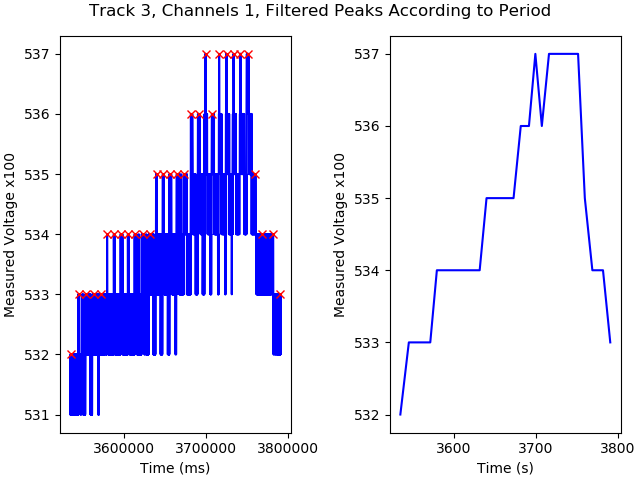 Track 3, Channels 1, Filtered Peaks According to Period
Measured Voltage x100
537
536
535
534
533
532
531
3600000 3700000 3800000
Time (ms)
Measured Voltage x100
537
536
535
534
533
532
3600 3700 3800
Time (s)